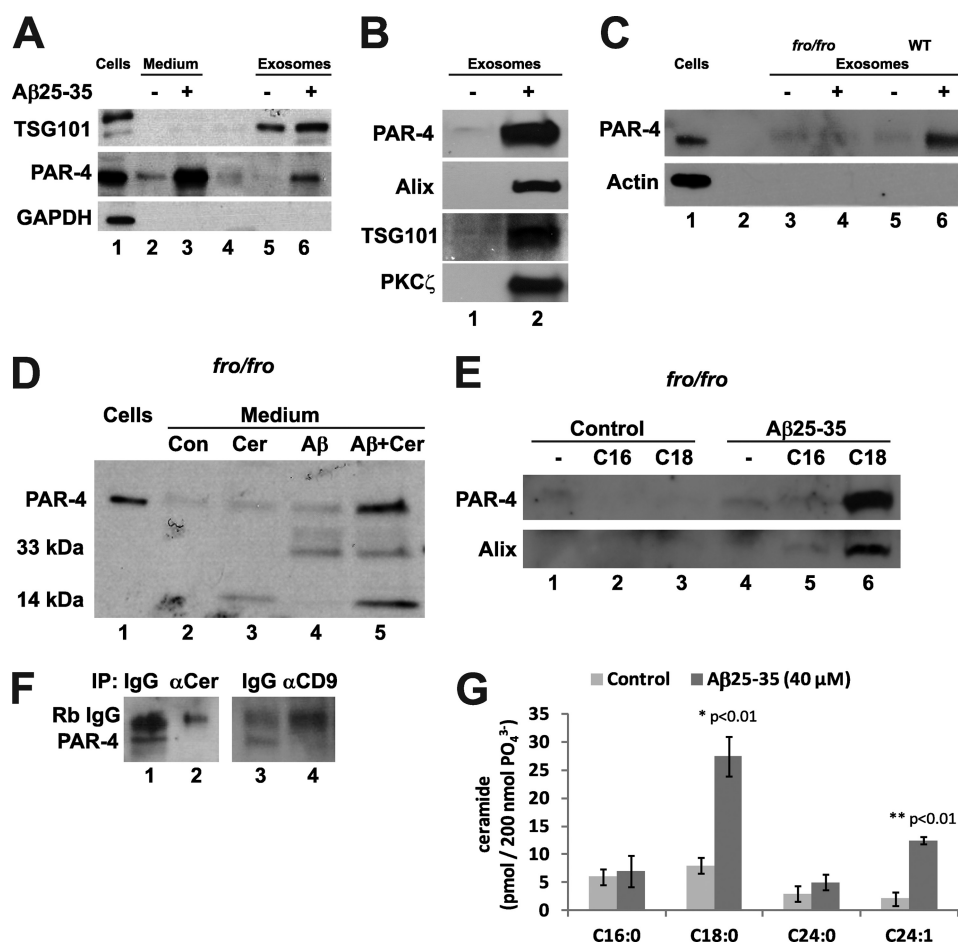 A
Cells Medium Exosomes
Aβ25-35 - + - +
TSG101
PAR-4
GAPDH
1 2 3 4 5 6
B
Exosomes
- +
PAR-4
Alix
TSG101
PKCζ
1 2
C
fro/fro WT
Cells Exosomes
- + - +
PAR-4
Actin
1 2 3 4 5 6
D
fro/fro
Cells Medium
Con Cer Aβ Aβ+Cer
PAR-4
33 kDa
14 kDa
1 2 3 4 5
E
fro/fro
Control Aβ25-35
- C16 C18 - C16 C18
PAR-4
Alix
1 2 3 4 5 6
F
IP: IgG αCer IgG αCD9
Rb IgG
PAR-4
1 2 3 4
G
Control Aβ25-35 (40 µM)
ceramide
(pmol / 200 nmol PO₄³⁻)
35
30
25
20
15
10
5
0
* p<0.01
** p<0.01
C16:0 C18:0 C24:0 C24:1